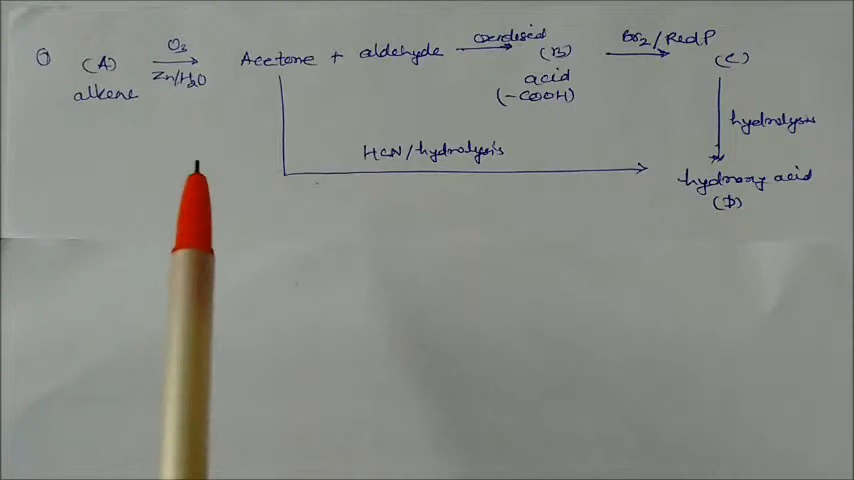 (A) O3 Acetone + aldehyde oxidised (B) Br2/Red P (C)
Zn/H2O
alkene acid
(-COOH)
hydrolysis
HCN/hydrolysis
hydroxy acid
(D)